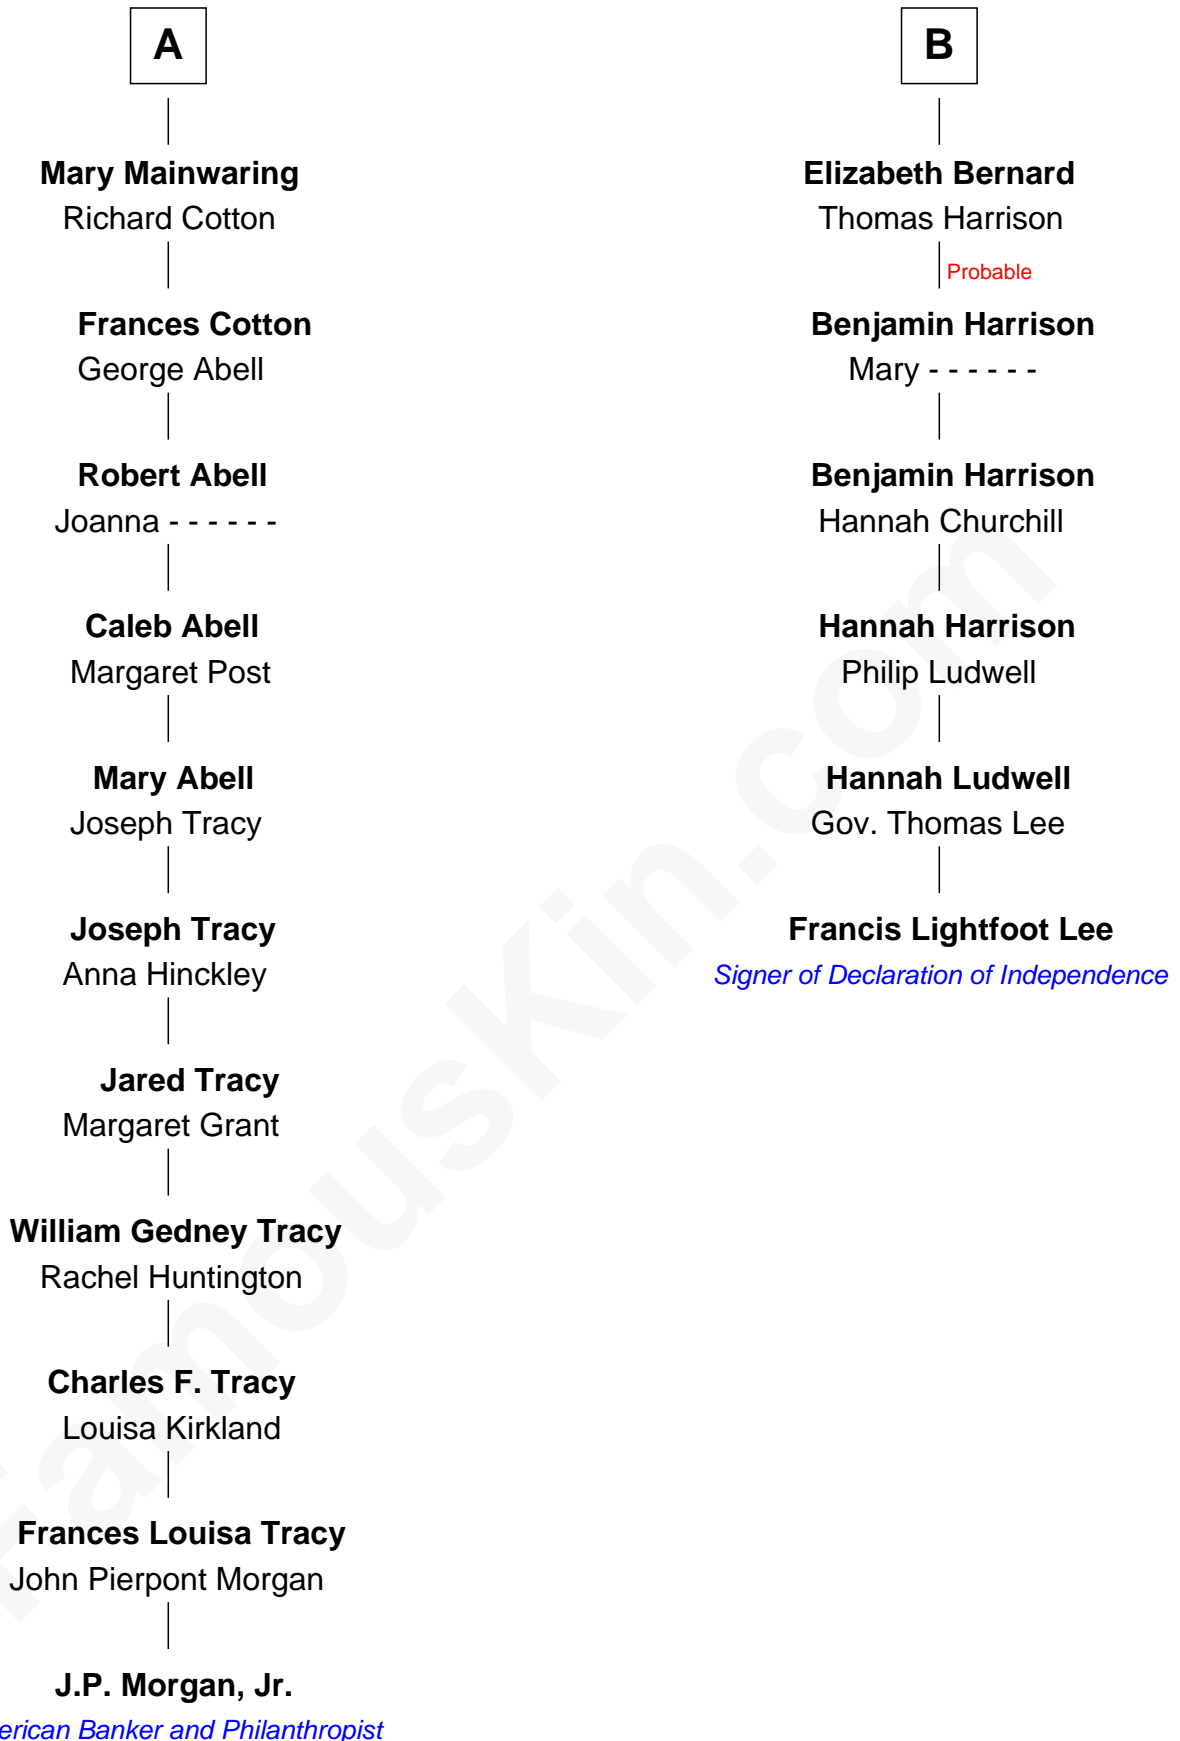 A
Mary Mainwaring
Richard Cotton
Frances Cotton
George Abell
Robert Abell
Joanna - - - - - -
Caleb Abell
Margaret Post
Mary Abell
Joseph Tracy
Joseph Tracy
Anna Hinckley
Jared Tracy
Margaret Grant
William Gedney Tracy
Rachel Huntington
Charles F. Tracy
Louisa Kirkland
Frances Louisa Tracy
John Pierpont Morgan
J.P. Morgan, Jr.
erican Banker and Philanthropist
B
Elizabeth Bernard
Thomas Harrison
Probable
Benjamin Harrison
Mary - - - - - -
Benjamin Harrison
Hannah Churchill
Hannah Harrison
Philip Ludwell
Hannah Ludwell
Gov. Thomas Lee
Francis Lightfoot Lee
Signer of Declaration of Independence
FamousKin.com